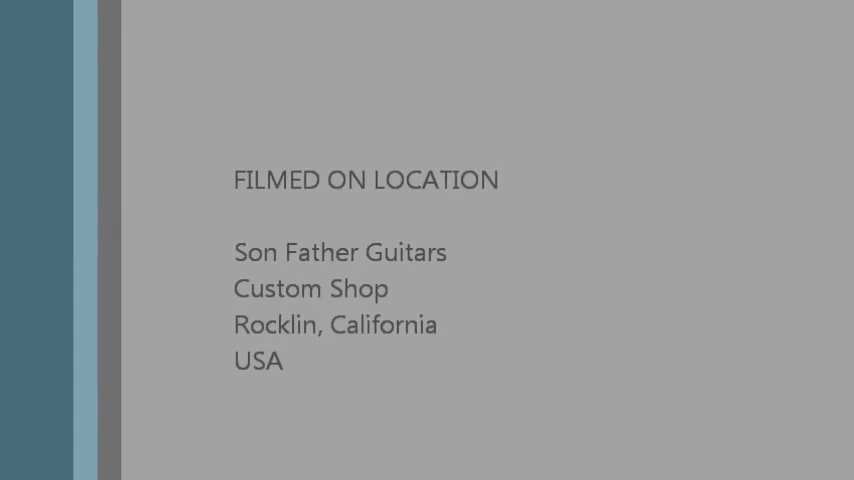 FILMED ON LOCATION
Son Father Guitars
Custom Shop
Rocklin, California
USA